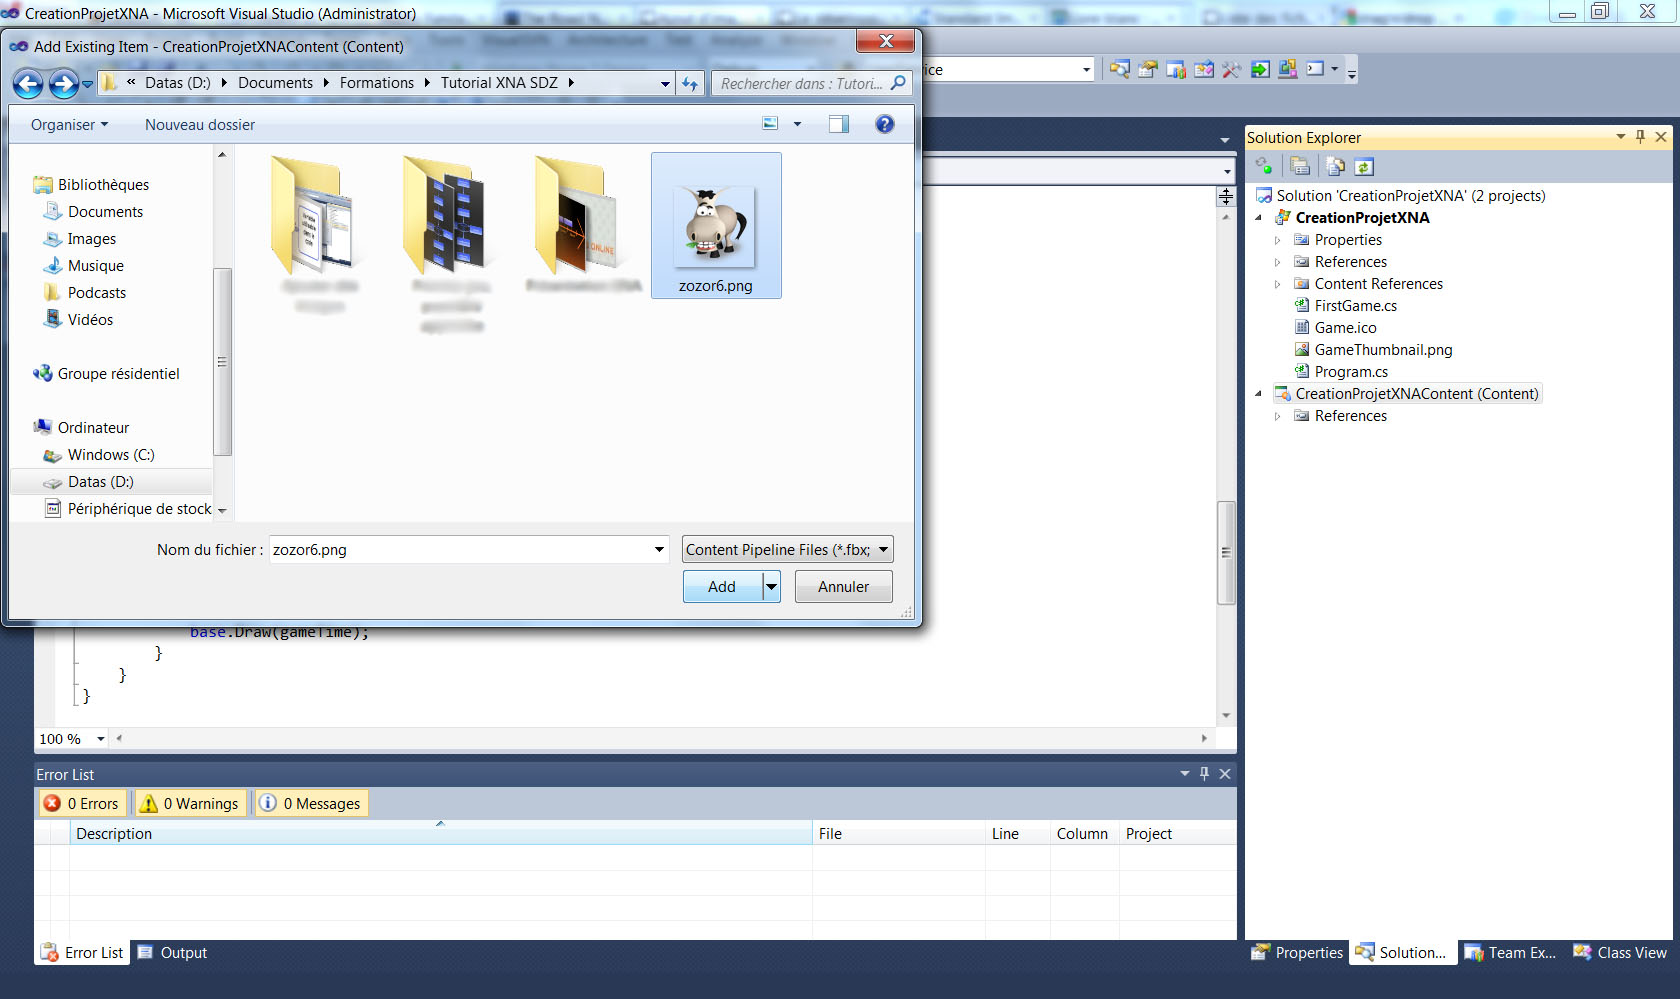 CreationProjetXNA - Microsoft Visual Studio (Administrator)
Add Existing Item - CreationProjetXNAContent (Content)
« Datas (D:) Documents Formations Tutorial XNA SDZ
Rechercher dans : Tutori...
Organiser
Nouveau dossier
Bibliothèques
Documents
Images
Musique
Podcasts
Vidéos
Groupe résidentiel
Ordinateur
Windows (C:)
Datas (D:)
Périphérique de stock
ONLINE
zozor6.png
Nom du fichier :
zozor6.png
Content Pipeline Files (*.fbx;
Add
Annuler
ice
base.Draw(gameTime);
}
}
}
100 %
Error List
0 Errors
0 Warnings
0 Messages
Description
File
Line
Column
Project
Error List
Output
Solution Explorer
Solution 'CreationProjetXNA' (2 projects)
CreationProjetXNA
Properties
References
Content References
FirstGame.cs
Game.ico
GameThumbnail.png
Program.cs
CreationProjetXNAContent (Content)
References
Properties
Solution...
Team Ex...
Class View